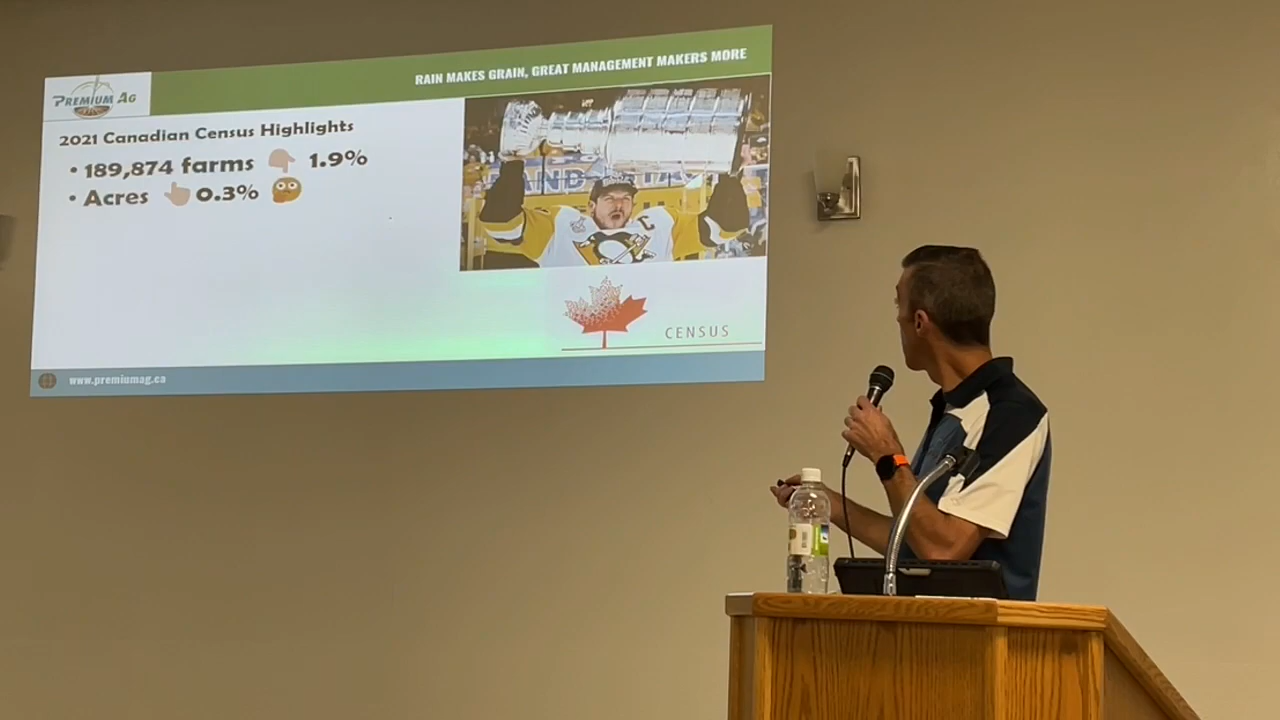 PREMIUM AG
RAIN MAKES GRAIN, GREAT MANAGEMENT MAKERS MORE
2021 Canadian Census Highlights
• 189,874 farms 👇 1.9%
• Acres 👆 0.3%
C
CENSUS
www.premiumag.ca